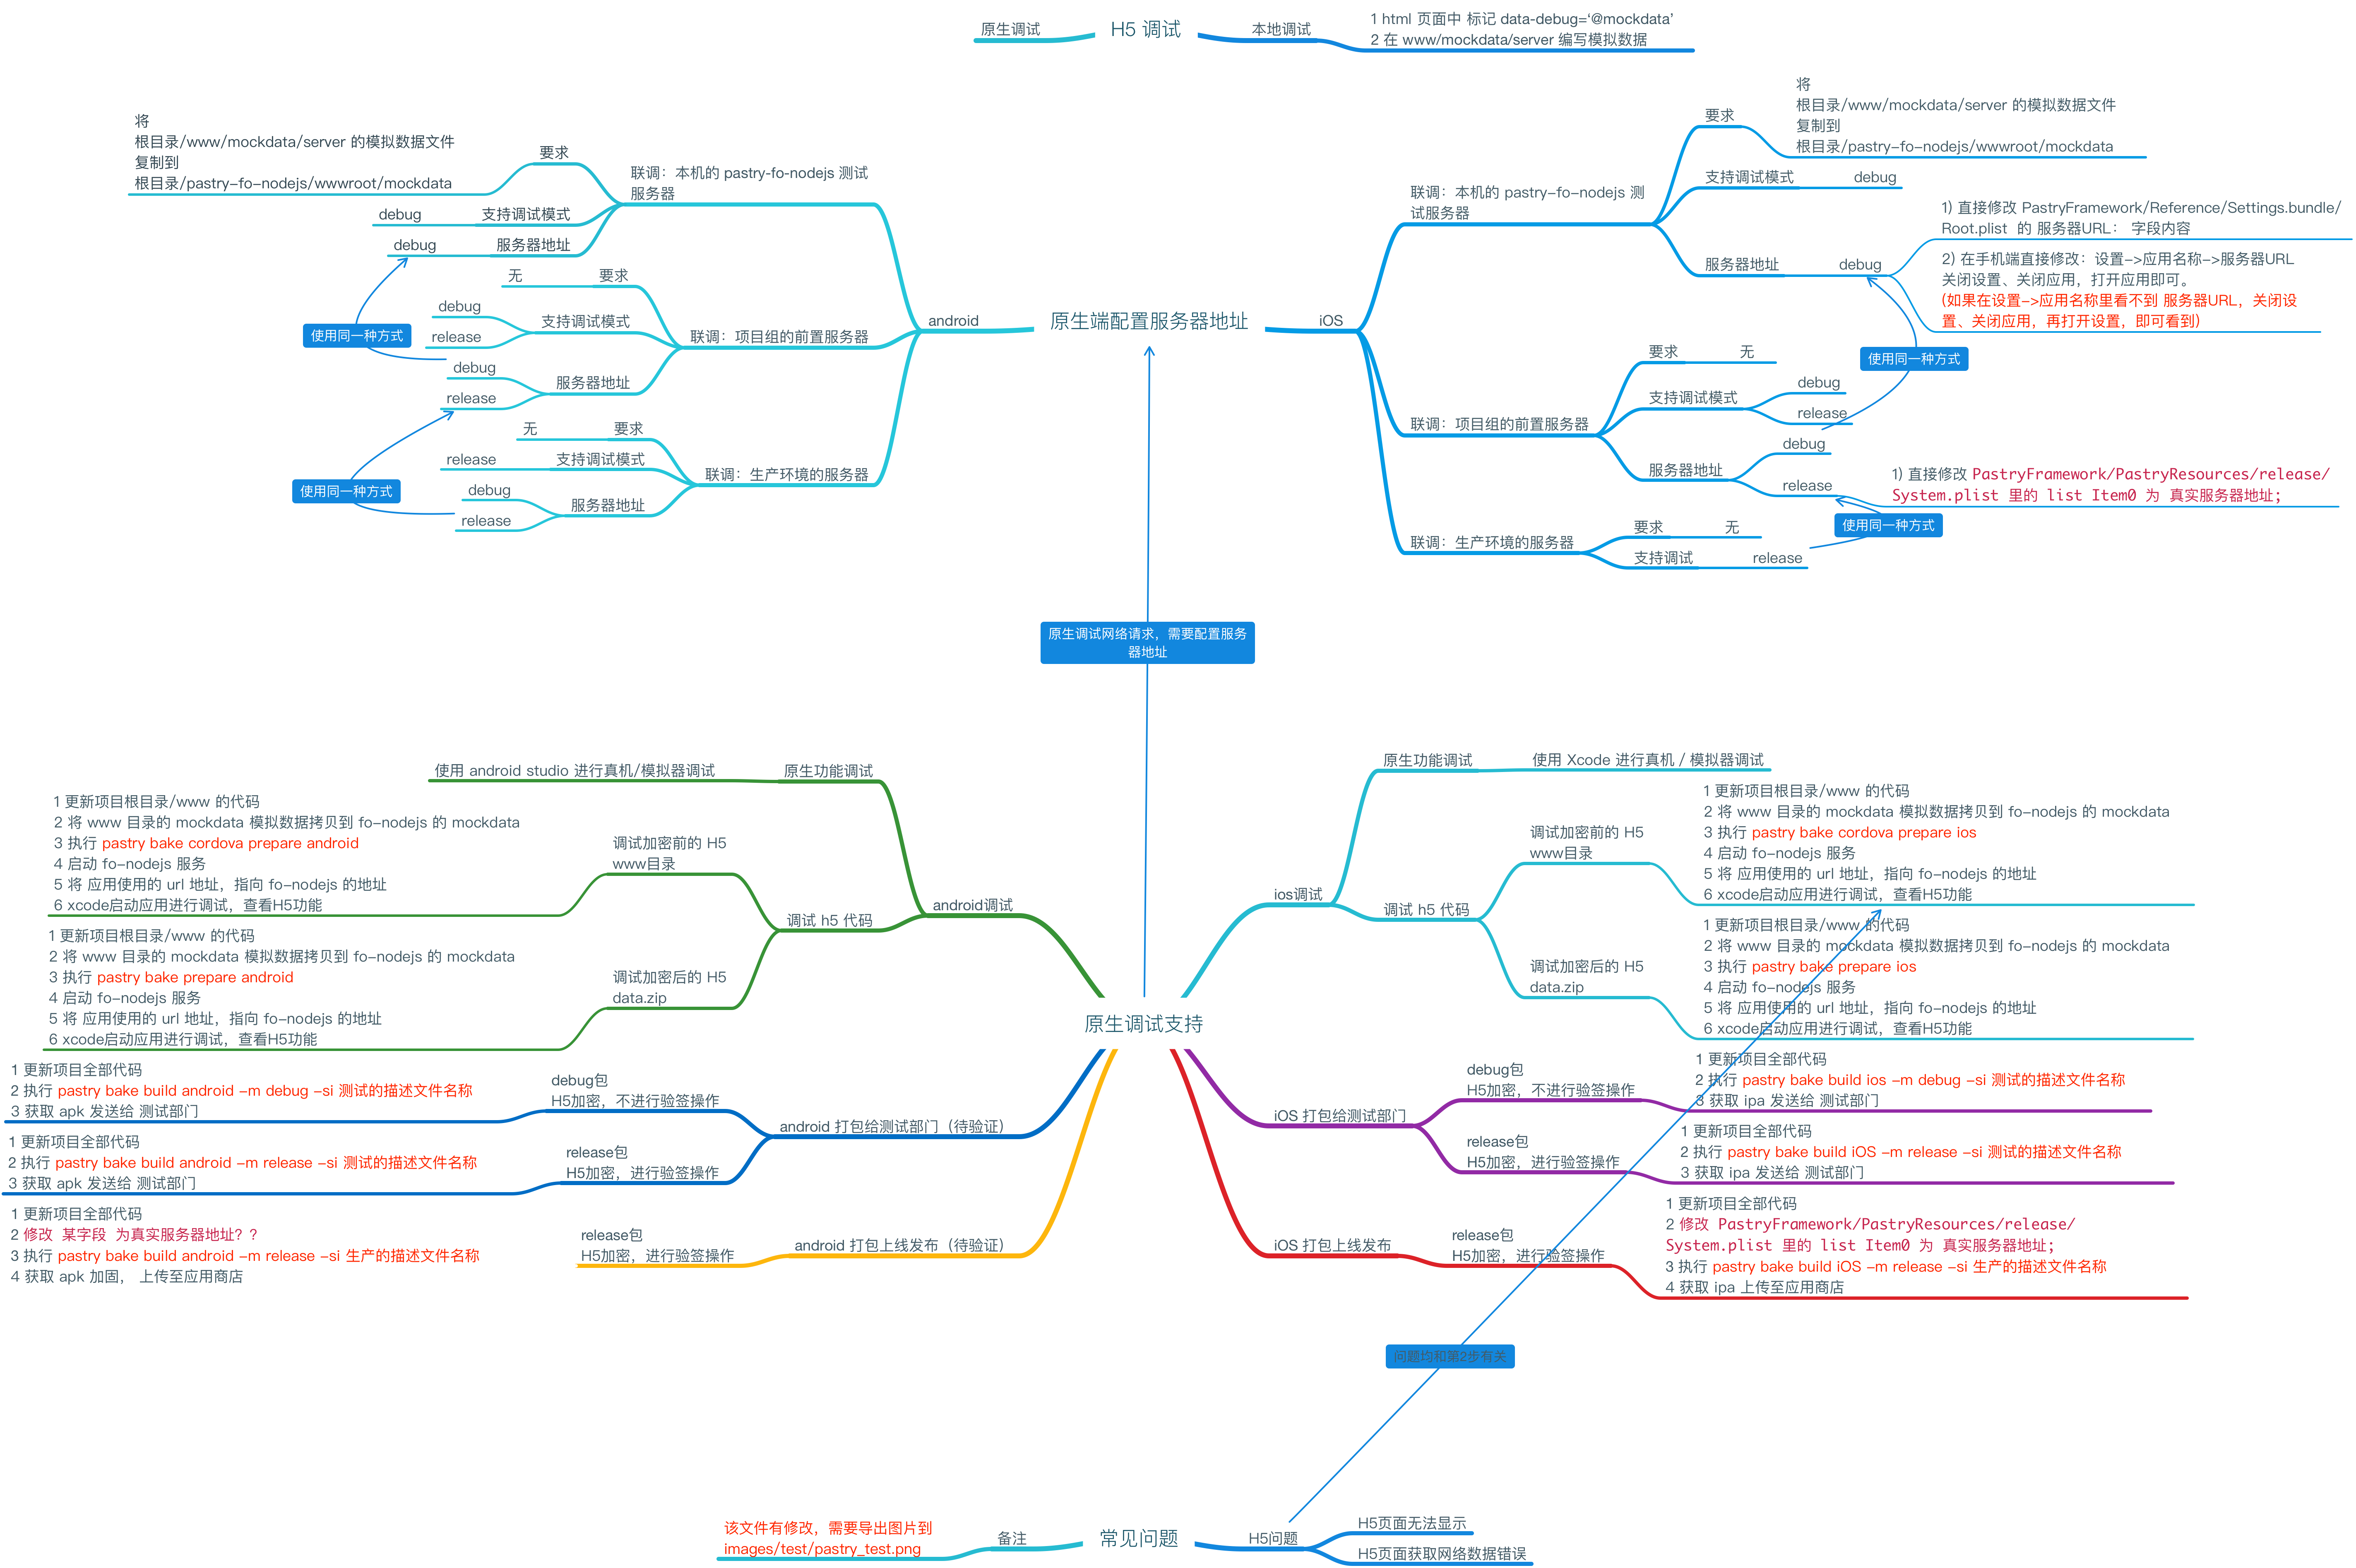 原生调试
H5 调试
本地调试
1 html 页面中 标记 data-debug=‘@mockdata’
2 在 www/mockdata/server 编写模拟数据
将
根目录/www/mockdata/server 的模拟数据文件
复制到
根目录/pastry-fo-nodejs/wwwroot/mockdata
要求
debug
支持调试模式
debug
服务器地址
联调：本机的 pastry-fo-nodejs 测试
服务器
无
要求
debug
release
支持调试模式
debug
release
服务器地址
联调：项目组的前置服务器
使用同一种方式
无
要求
release
支持调试模式
debug
release
服务器地址
联调：生产环境的服务器
使用同一种方式
android
原生端配置服务器地址
iOS
联调：本机的 pastry-fo-nodejs 测
试服务器
要求
将
根目录/www/mockdata/server 的模拟数据文件
复制到
根目录/pastry-fo-nodejs/wwwroot/mockdata
支持调试模式
debug
服务器地址
debug
1) 直接修改 PastryFramework/Reference/Settings.bundle/
Root.plist 的 服务器URL： 字段内容
2) 在手机端直接修改：设置->应用名称->服务器URL
关闭设置、关闭应用，打开应用即可。
(如果在设置->应用名称里看不到 服务器URL，关闭设
置、关闭应用，再打开设置，即可看到)
使用同一种方式
联调：项目组的前置服务器
要求
无
支持调试模式
debug
release
服务器地址
debug
release
1) 直接修改 PastryFramework/PastryResources/release/
System.plist 里的 list Item0 为 真实服务器地址;
使用同一种方式
联调：生产环境的服务器
要求
无
支持调试
release
原生调试网络请求，需要配置服务
器地址
使用 android studio 进行真机/模拟器调试
原生功能调试
1 更新项目根目录/www 的代码
2 将 www 目录的 mockdata 模拟数据拷贝到 fo-nodejs 的 mockdata
3 执行 pastry bake cordova prepare android
4 启动 fo-nodejs 服务
5 将 应用使用的 url 地址，指向 fo-nodejs 的地址
6 xcode启动应用进行调试，查看H5功能
调试加密前的 H5
www目录
1 更新项目根目录/www 的代码
2 将 www 目录的 mockdata 模拟数据拷贝到 fo-nodejs 的 mockdata
3 执行 pastry bake prepare android
4 启动 fo-nodejs 服务
5 将 应用使用的 url 地址，指向 fo-nodejs 的地址
6 xcode启动应用进行调试，查看H5功能
调试加密后的 H5
data.zip
调试 h5 代码
android调试
1 更新项目全部代码
2 执行 pastry bake build android -m debug -si 测试的描述文件名称
3 获取 apk 发送给 测试部门
debug包
H5加密，不进行验签操作
1 更新项目全部代码
2 执行 pastry bake build android -m release -si 测试的描述文件名称
3 获取 apk 发送给 测试部门
release包
H5加密，进行验签操作
android 打包给测试部门（待验证）
1 更新项目全部代码
2 修改 某字段 为真实服务器地址？？
3 执行 pastry bake build android -m release -si 生产的描述文件名称
4 获取 apk 加固， 上传至应用商店
release包
H5加密，进行验签操作
android 打包上线发布（待验证）
原生调试支持
ios调试
原生功能调试
使用 Xcode 进行真机 / 模拟器调试
调试 h5 代码
调试加密前的 H5
www目录
1 更新项目根目录/www 的代码
2 将 www 目录的 mockdata 模拟数据拷贝到 fo-nodejs 的 mockdata
3 执行 pastry bake cordova prepare ios
4 启动 fo-nodejs 服务
5 将 应用使用的 url 地址，指向 fo-nodejs 的地址
6 xcode启动应用进行调试，查看H5功能
调试加密后的 H5
data.zip
1 更新项目根目录/www 的代码
2 将 www 目录的 mockdata 模拟数据拷贝到 fo-nodejs 的 mockdata
3 执行 pastry bake prepare ios
4 启动 fo-nodejs 服务
5 将 应用使用的 url 地址，指向 fo-nodejs 的地址
6 xcode启动应用进行调试，查看H5功能
iOS 打包给测试部门
debug包
H5加密，不进行验签操作
1 更新项目全部代码
2 执行 pastry bake build ios -m debug -si 测试的描述文件名称
3 获取 ipa 发送给 测试部门
release包
H5加密，进行验签操作
1 更新项目全部代码
2 执行 pastry bake build iOS -m release -si 测试的描述文件名称
3 获取 ipa 发送给 测试部门
iOS 打包上线发布
release包
H5加密，进行验签操作
1 更新项目全部代码
2 修改 PastryFramework/PastryResources/release/
System.plist 里的 list Item0 为 真实服务器地址;
3 执行 pastry bake build iOS -m release -si 生产的描述文件名称
4 获取 ipa 上传至应用商店
问题均和第2步有关
该文件有修改，需要导出图片到
images/test/pastry_test.png
备注
常见问题
H5问题
H5页面无法显示
H5页面获取网络数据错误